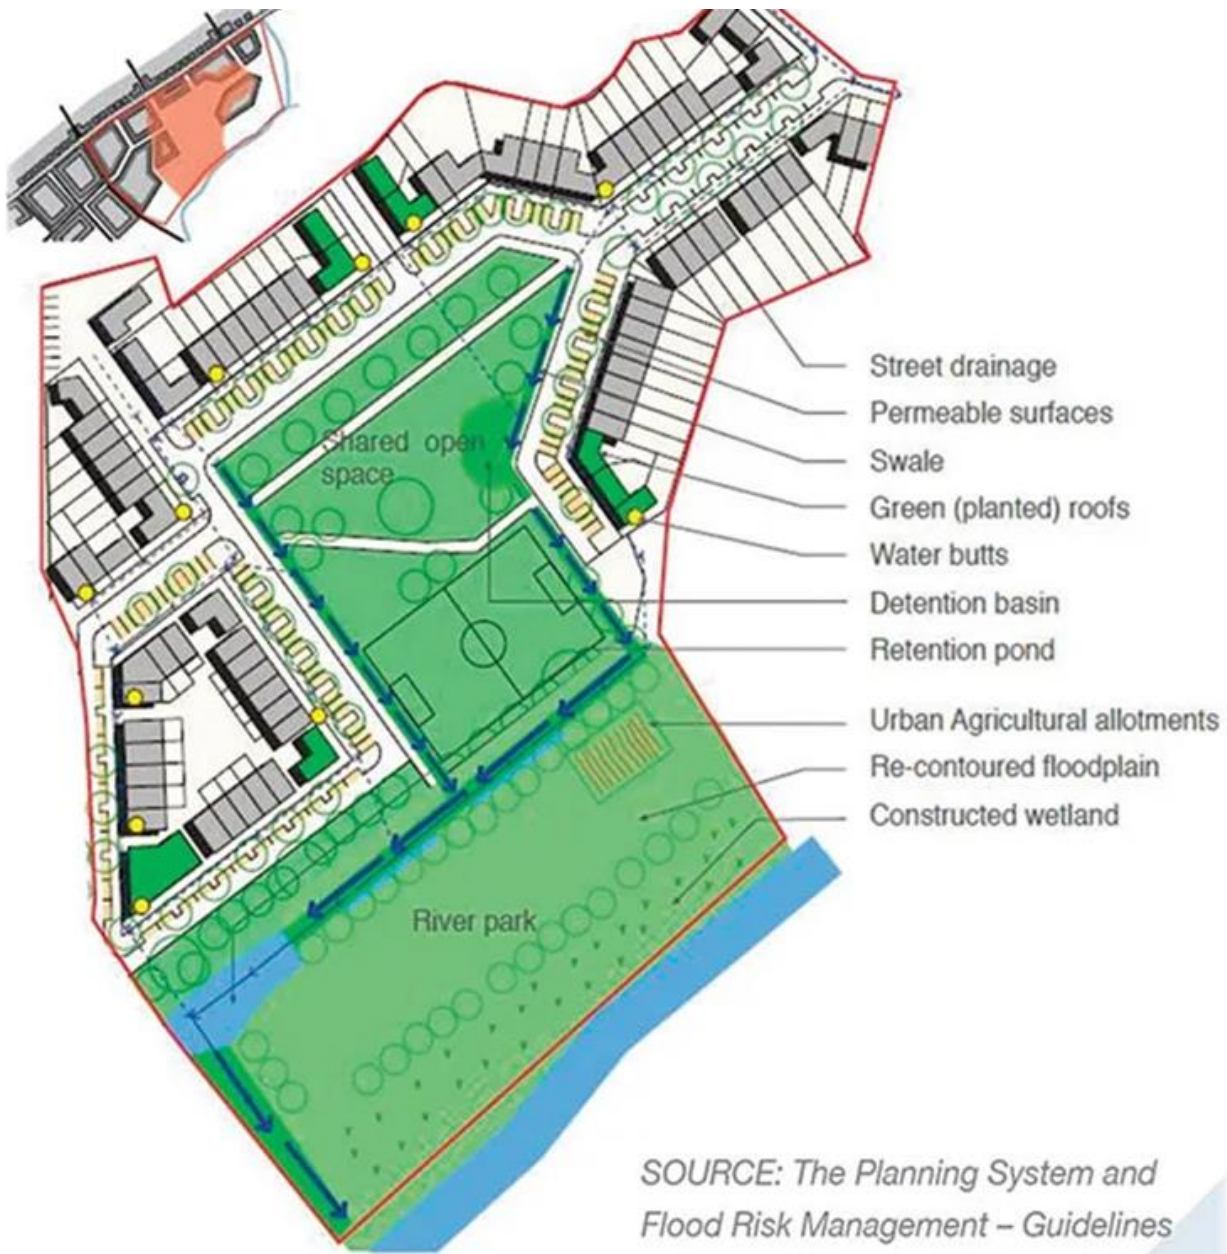 Street drainage
Permeable surfaces
Shared open
space
Swale
Green (planted) roofs
Water butts
Detention basin
Retention pond
Urban Agricultural allotments
Re-contoured floodplain
Constructed wetland
River park
SOURCE: The Planning System and
Flood Risk Management – Guidelines